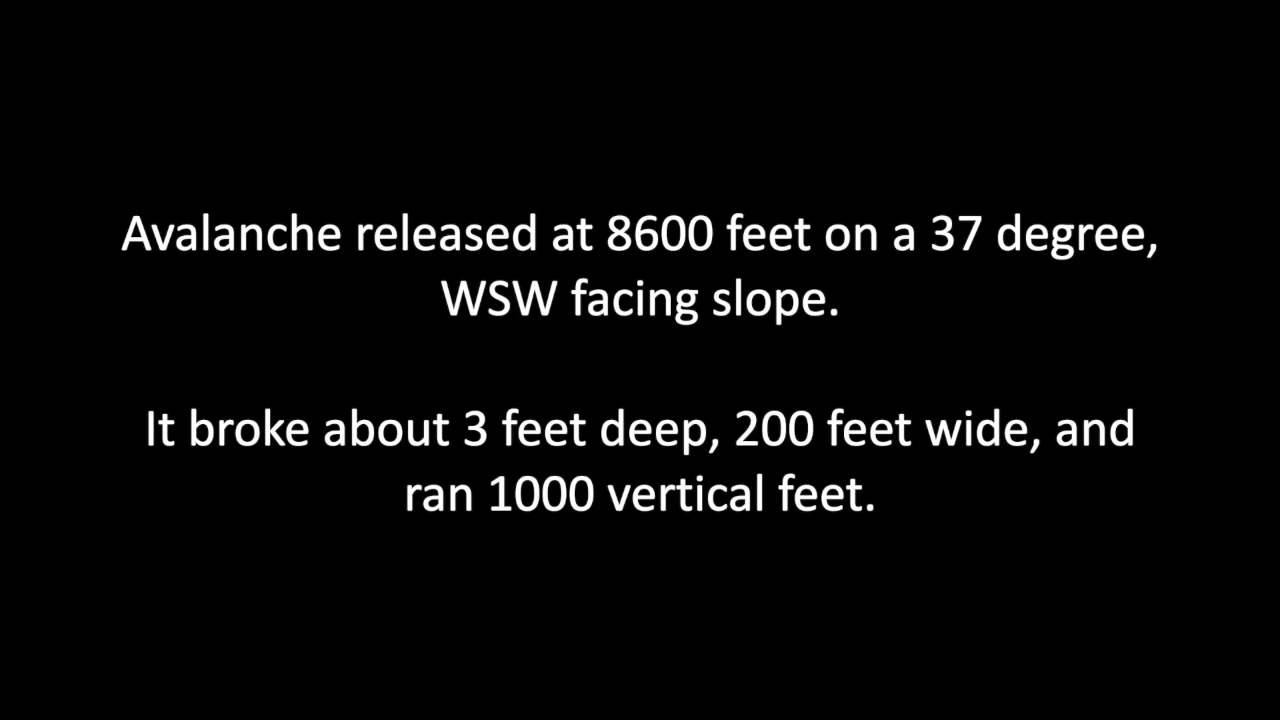 Avalanche released at 8600 feet on a 37 degree,
WSW facing slope.
It broke about 3 feet deep, 200 feet wide, and
ran 1000 vertical feet.